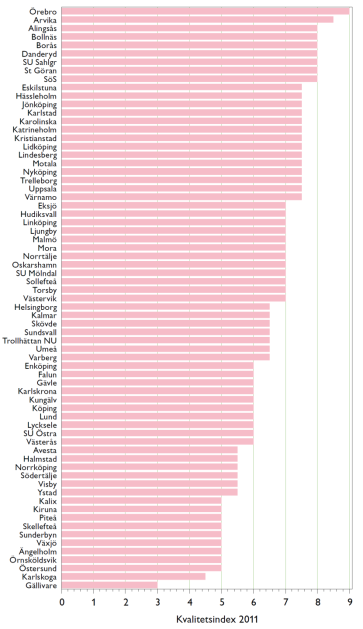 Örebro
Arvika
Alingsås
Bollnäs
Borås
Danderyd
SU Sahlgr
St Göran
SöS
Eskilstuna
Hässleholm
Jönköping
Karlstad
Karolinska
Katrineholm
Kristianstad
Lidköping
Lindesberg
Motala
Nyköping
Trelleborg
Uppsala
Värnamo
Eksjö
Hudiksvall
Linköping
Ljungby
Malmö
Mora
Norrtälje
Oskarshamn
SU Mölndal
Sollefteå
Torsby
Västervik
Helsingborg
Kalmar
Skövde
Sundsvall
Trollhättan NU
Umeå
Varberg
Enköping
Falun
Gävle
Karlskrona
Kungälv
Köping
Lund
Lycksele
SU Östra
Västerås
Avesta
Halmstad
Norrköping
Södertälje
Visby
Ystad
Kalix
Kiruna
Piteå
Skellefteå
Sunderbyn
Växjö
Ängelholm
Örnsköldsvik
Östersund
Karlskoga
Gällivare
0 1 2 3 4 5 6 7 8 9
Kvalitetsindex 2011